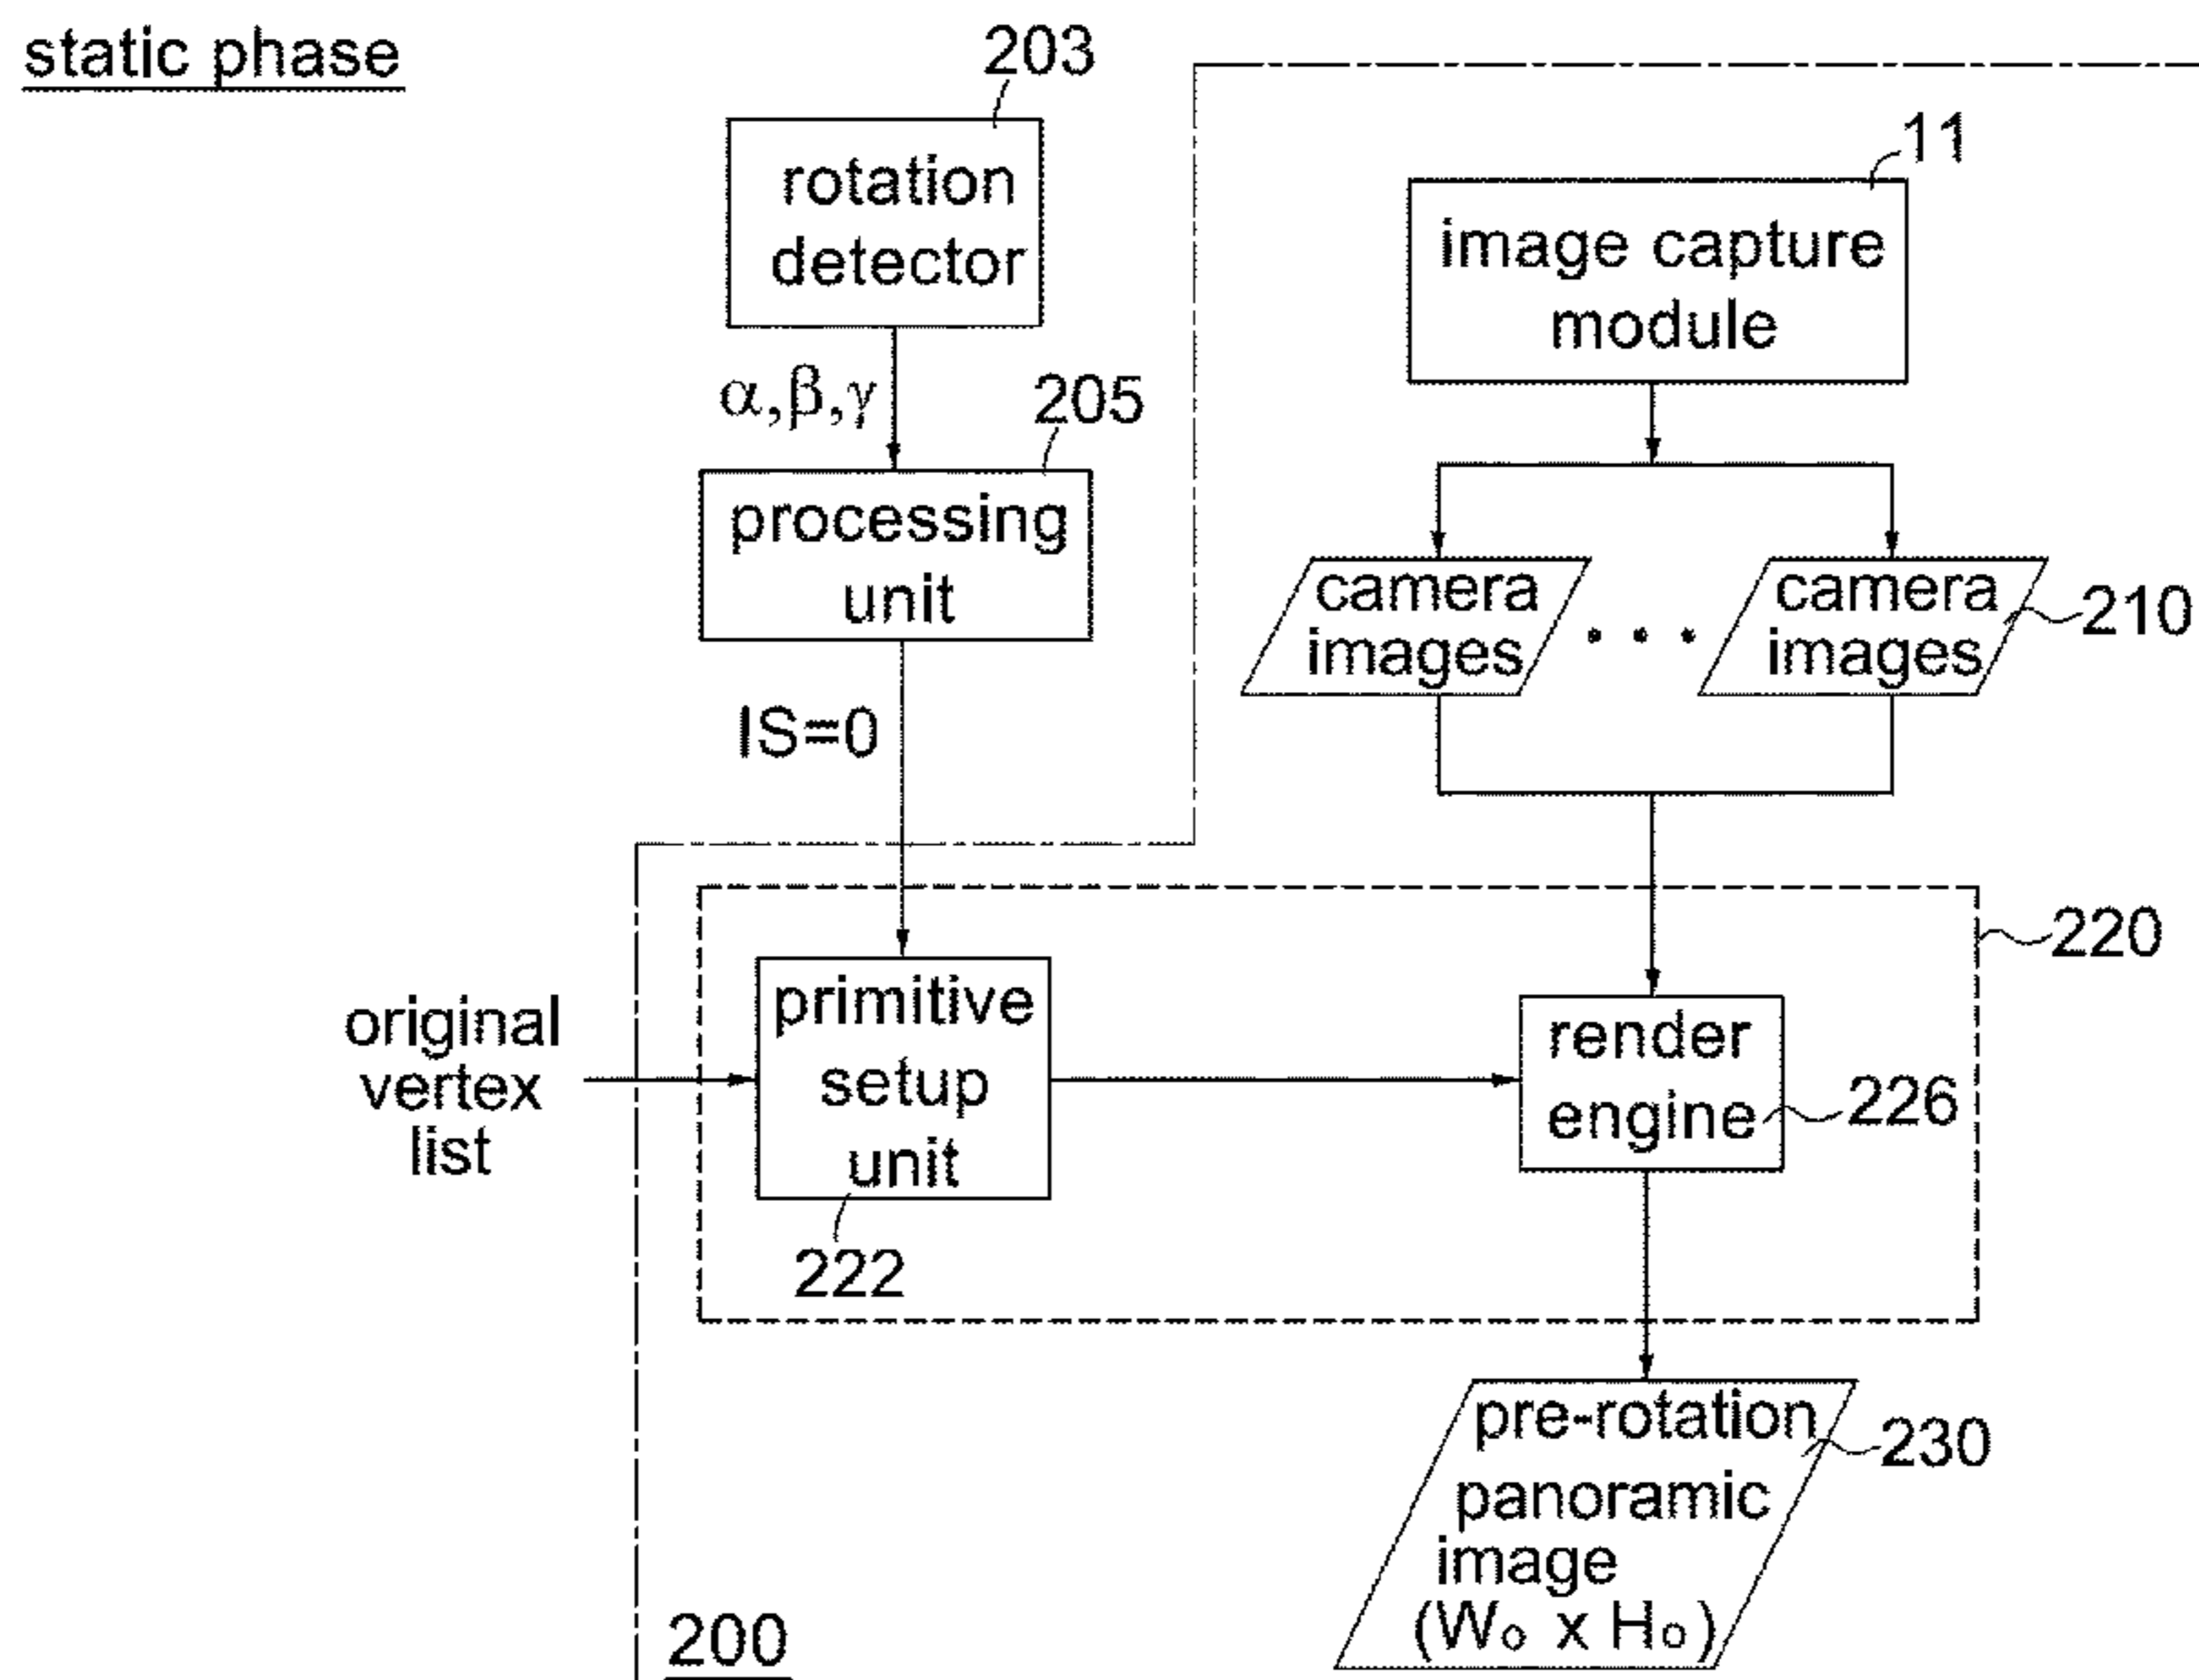 static phase
203
rotation
detector
11
image capture
module
α,β,γ
205
processing
unit
camera
images
. . .
camera
images
210
IS=0
220
original
vertex
list
primitive
setup
unit
222
render
engine
226
pre-rotation
panoramic
image
(Wo x Ho)
230
200